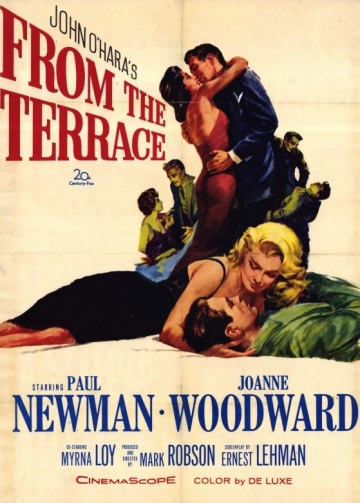 JOHN O'HARA'S
FROM THE
TERRACE
20th
Century-Fox
STARRING PAUL JOANNE
NEWMAN · WOODWARD
CO-STARRING MYRNA LOY PRODUCED AND DIRECTED BY MARK ROBSON SCREENPLAY BY ERNEST LEHMAN
CINEMASCOPE COLOR by DE LUXE